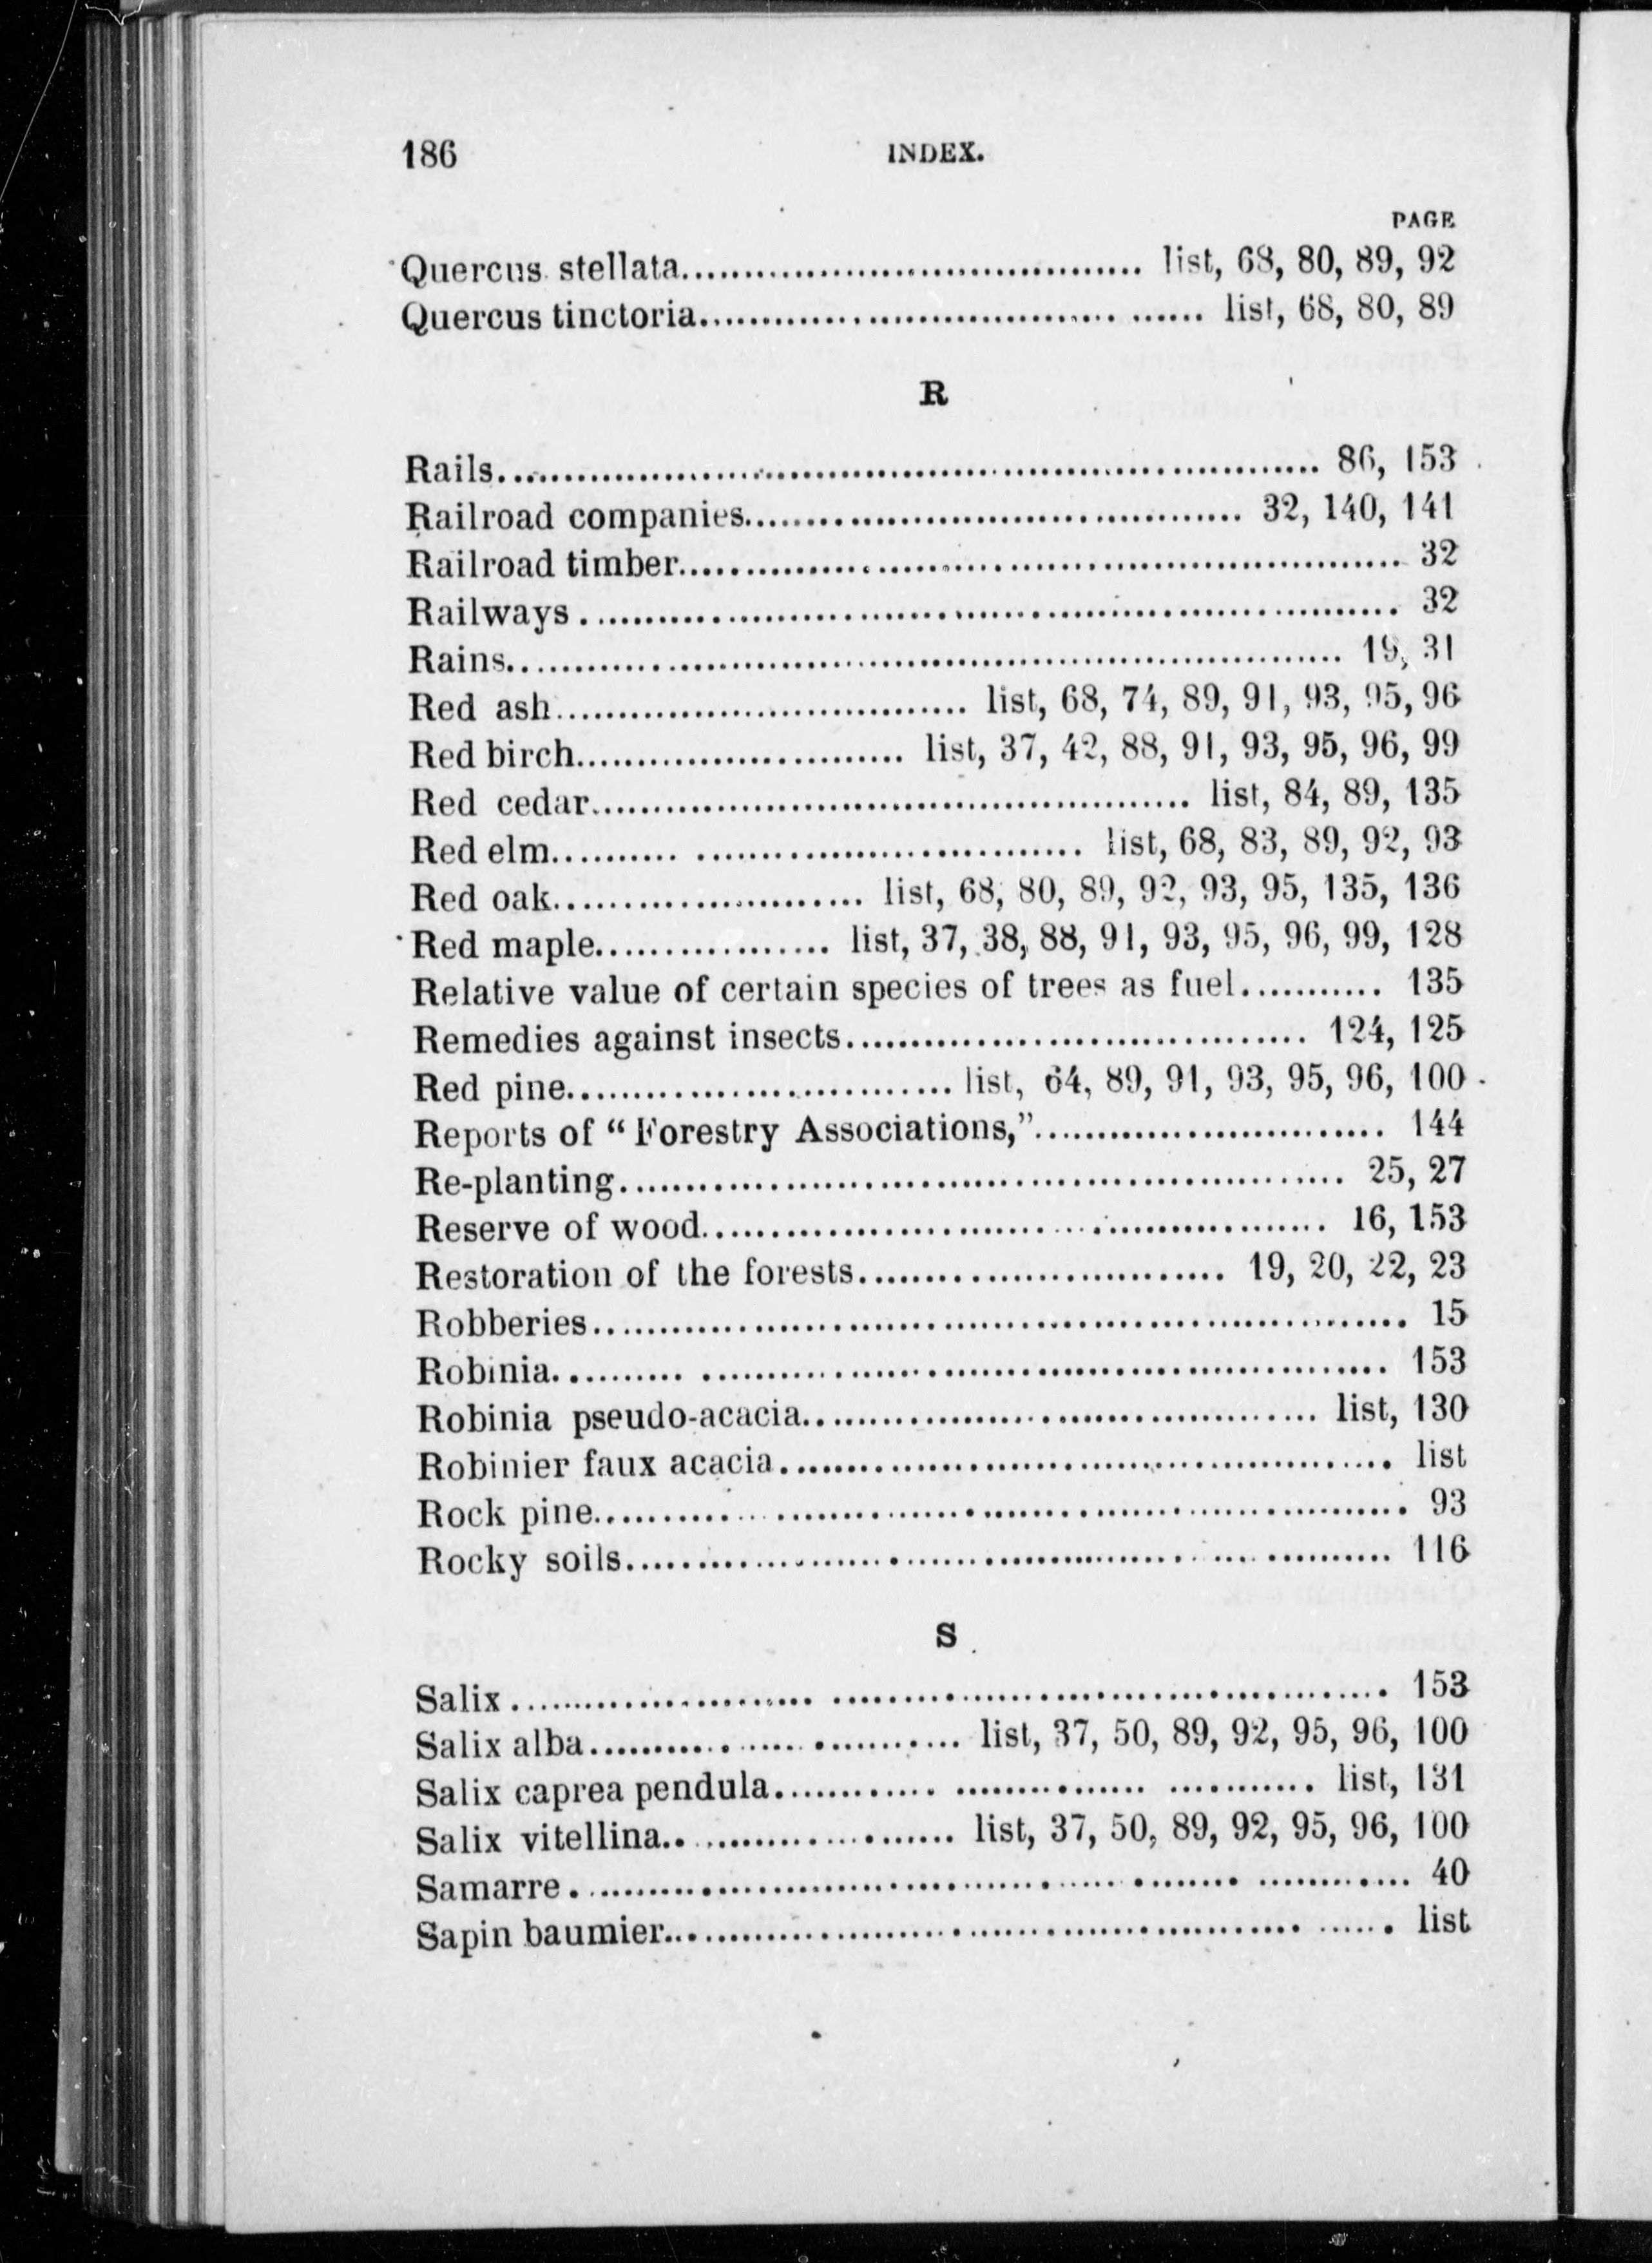 186 INDEX.
PAGE
Quercus stellata.................................... list, 68, 80, 89, 92
Quercus tinctoria........................................ list, 68, 80, 89
R
Rails................................................................ 86, 153
Railroad companies....................................... 32, 140, 141
Railroad timber......................................................... 32
Railways ................................................................ 32
Rains................................................................. 19, 31
Red ash................................ list, 68, 74, 89, 91, 93, 95, 96
Red birch.......................... list, 37, 42, 88, 91, 93, 95, 96, 99
Red cedar............................................... list, 84, 89, 135
Red elm.......................................... list, 68, 83, 89, 92, 93
Red oak........................ list, 68, 80, 89, 92, 93, 95, 135, 136
Red maple.................. list, 37, 38, 88, 91, 93, 95, 96, 99, 128
Relative value of certain species of trees as fuel........... 135
Remedies against insects.................................... 124, 125
Red pine.............................. list, 64, 89, 91, 93, 95, 96, 100
Reports of “Forestry Associations,”............................ 144
Re-planting......................................................... 25, 27
Reserve of wood................................................. 16, 153
Restoration of the forests............................. 19, 20, 22, 23
Robberies................................................................ 15
Robinia.................................................................. 153
Robinia pseudo-acacia......................................... list, 130
Robinier faux acacia................................................ list
Rock pine................................................................ 93
Rocky soils............................................................ 116
S
Salix ..................................................................... 153
Salix alba............................. list, 37, 50, 89, 92, 95, 96, 100
Salix caprea pendula.......................................... list, 131
Salix vitellina....................... list, 37, 50, 89, 92, 95, 96, 100
Samarre .................................................................. 40
Sapin baumier......................................................... list